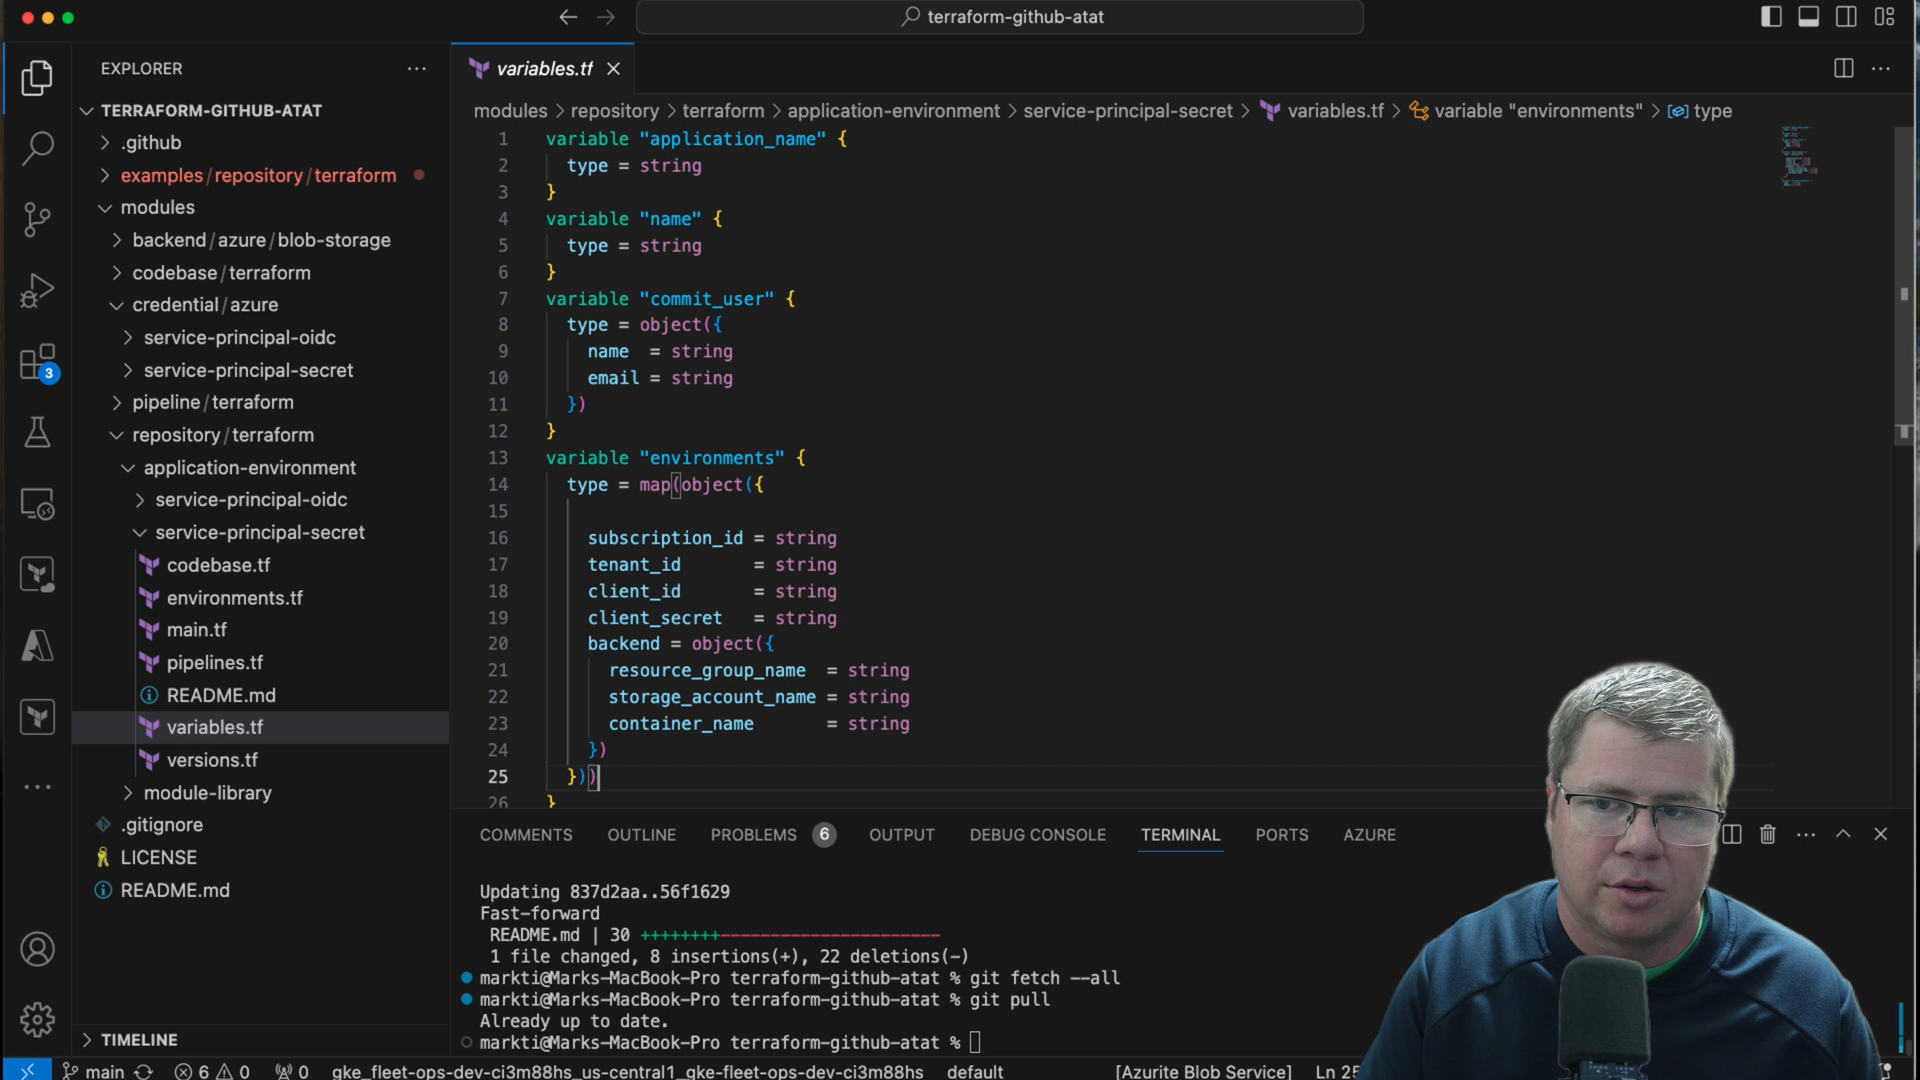 terraform-github-atat
EXPLORER
variables.tf
TERRAFORM-GITHUB-ATAT
modules > repository > terraform > application-environment > service-principal-secret > variables.tf > variable "environments" > type
.github
examples/repository/terraform
modules
backend/azure/blob-storage
codebase/terraform
credential/azure
service-principal-oidc
service-principal-secret
3
pipeline/terraform
repository/terraform
application-environment
service-principal-oidc
service-principal-secret
codebase.tf
environments.tf
main.tf
pipelines.tf
README.md
variables.tf
versions.tf
module-library
.gitignore
LICENSE
README.md
TIMELINE
1 variable "application_name" {
2 type = string
3 }
4 variable "name" {
5 type = string
6 }
7 variable "commit_user" {
8 type = object({
9 name = string
10 email = string
11 })
12 }
13 variable "environments" {
14 type = map(object({
15
16 subscription_id = string
17 tenant_id = string
18 client_id = string
19 client_secret = string
20 backend = object({
21 resource_group_name = string
22 storage_account_name = string
23 container_name = string
24 })
25 }))
26 }
COMMENTS OUTLINE PROBLEMS 6 OUTPUT DEBUG CONSOLE TERMINAL PORTS AZURE
Updating 837d2aa..56f1629
Fast-forward
README.md | 30 ++++++++----------------------
1 file changed, 8 insertions(+), 22 deletions(-)
markti@Marks-MacBook-Pro terraform-github-atat % git fetch --all
markti@Marks-MacBook-Pro terraform-github-atat % git pull
Already up to date.
markti@Marks-MacBook-Pro terraform-github-atat %
main 6 0 0 gke_fleet-ops-dev-ci3m88hs_us-central1_gke-fleet-ops-dev-ci3m88hs default [Azurite Blob Service] Ln 25